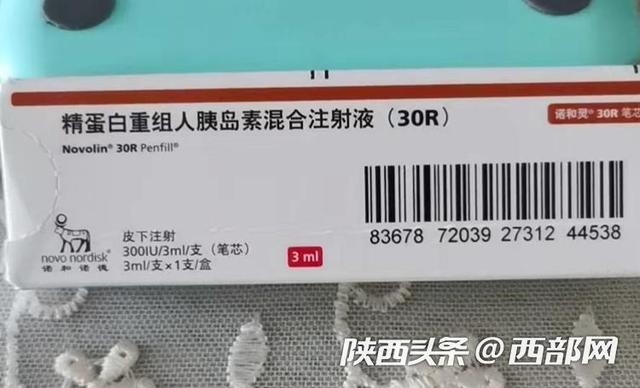 精蛋白重组人胰岛素混合注射液（30R）
诺和灵® 30R 笔芯
Novolin® 30R Penfill®
83678 72039 27312 44538
皮下注射
300IU/3ml/支（笔芯）
3ml/支×1支/盒
3 ml
novo nordisk®
诺和诺德
陕西头条@西部网